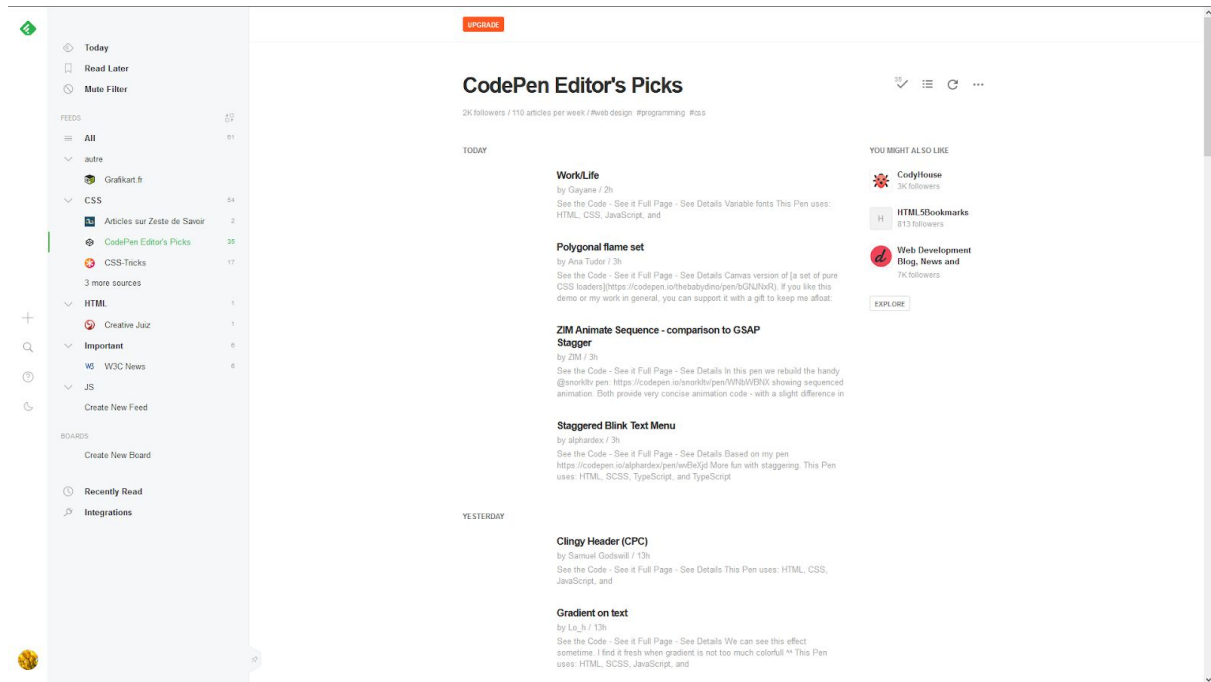 UPGRADE
Today
Read Later
Mute Filter
FEEDS
All 61
autre
Grafikart.fr
CSS 54
Articles sur Zeste de Savoir 2
CodePen Editor's Picks 35
CSS-Tricks 17
3 more sources
HTML 1
Creative Juiz 1
Important 6
W3 W3C News 6
JS
Create New Feed
BOARDS
Create New Board
Recently Read
Integrations
CodePen Editor's Picks
35
2K followers / 110 articles per week / #web design #programming #css
TODAY
Work/Life
by Gayane / 2h
See the Code - See it Full Page - See Details Variable fonts This Pen uses:
HTML, CSS, JavaScript, and
Polygonal flame set
by Ana Tudor / 3h
See the Code - See it Full Page - See Details Canvas version of [a set of pure
CSS loaders](https://codepen.io/thebabydino/pen/bGNJNxR). If you like this
demo or my work in general, you can support it with a gift to keep me afloat:
ZIM Animate Sequence - comparison to GSAP
Stagger
by ZIM / 3h
See the Code - See it Full Page - See Details In this pen we rebuild the handy
@snorkltv pen: https://codepen.io/snorkltv/pen/WNbWBNX showing sequenced
animation. Both provide very concise animation code - with a slight difference in
Staggered Blink Text Menu
by alphardex / 3h
See the Code - See it Full Page - See Details Based on my pen
https://codepen.io/alphardex/pen/wvBeXjd More fun with staggering. This Pen
uses: HTML, SCSS, TypeScript, and TypeScript
YESTERDAY
Clingy Header (CPC)
by Samuel Godswill / 13h
See the Code - See it Full Page - See Details This Pen uses: HTML, CSS,
JavaScript, and
Gradient on text
by Lo_h / 13h
See the Code - See it Full Page - See Details We can see this effect
sometime. I find it fresh when gradient is not too much colorfull ^^ This Pen
uses: HTML, SCSS, JavaScript, and
YOU MIGHT ALSO LIKE
CodyHouse
3K followers
H
HTML5Bookmarks
813 followers
d
Web Development
Blog, News and
7K followers
EXPLORE